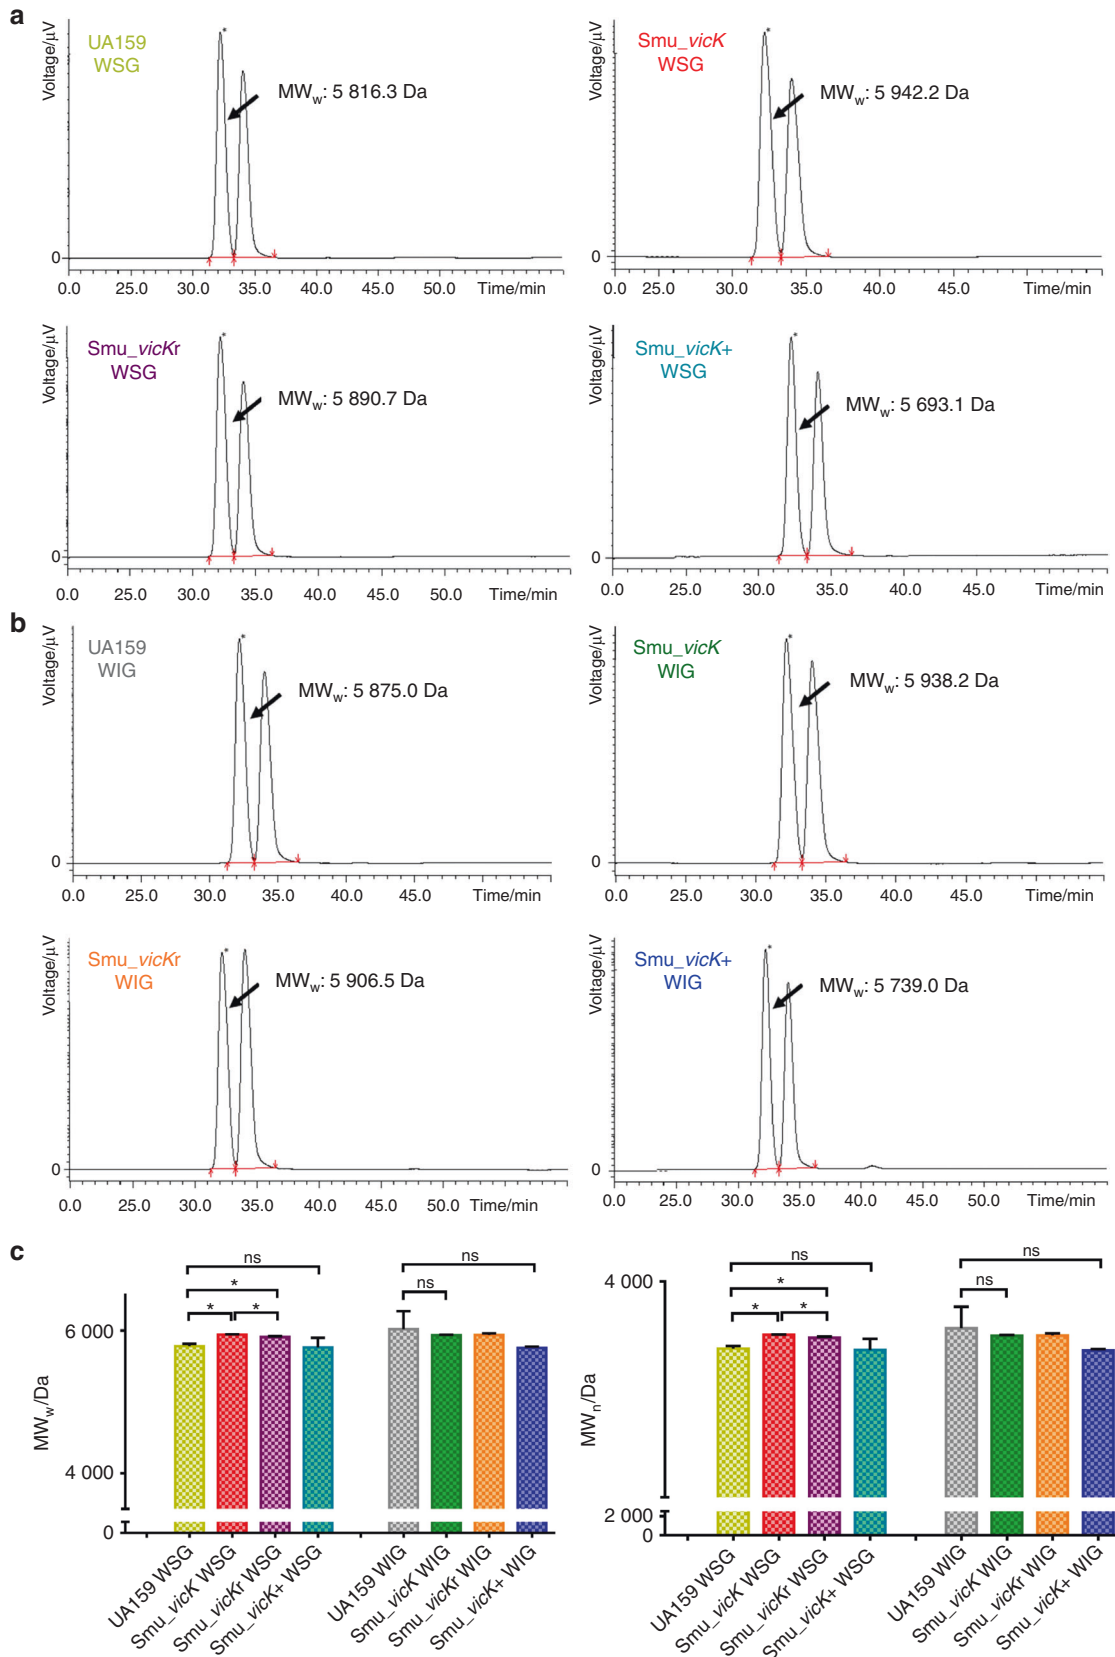 a
Voltage/μV
UA159
WSG
*
MWw: 5 816.3 Da
0
0.0 25.0 30.0 35.0 40.0 45.0 50.0 Time/min
Voltage/μV
Smu_vicK
WSG
*
MWw: 5 942.2 Da
0
0.0 25.0 30.0 35.0 40.0 45.0 Time/min
Voltage/μV
Smu_vicKr
WSG
*
MWw: 5 890.7 Da
0
0.0 25.0 30.0 35.0 40.0 45.0 50.0 Time/min
Voltage/μV
Smu_vicK+
WSG
*
MWw: 5 693.1 Da
0
0.0 25.0 30.0 35.0 40.0 45.0 Time/min
b
Voltage/μV
UA159
WIG
*
MWw: 5 875.0 Da
0
0.0 25.0 30.0 35.0 40.0 45.0 Time/min
Voltage/μV
Smu_vicK
WIG
*
MWw: 5 938.2 Da
0
0.0 25.0 30.0 35.0 40.0 45.0 Time/min
Voltage/μV
Smu_vicKr
WIG
*
MWw: 5 906.5 Da
0
0.0 25.0 30.0 35.0 40.0 45.0 50.0 Time/min
Voltage/μV
Smu_vicK+
WIG
*
MWw: 5 739.0 Da
0
0.0 25.0 30.0 35.0 40.0 45.0 50.0 Time/min
c
MWw/Da
6 000
4 000
0
ns
*
* *
ns
ns
UA159 WSG
Smu_vicK WSG
Smu_vicKr WSG
Smu_vicK+ WSG
UA159 WIG
Smu_vicK WIG
Smu_vicKr WIG
Smu_vicK+ WIG
MWn/Da
4 000
2 000
0
ns
*
* *
ns
ns
UA159 WSG
Smu_vicK WSG
Smu_vicKr WSG
Smu_vicK+ WSG
UA159 WIG
Smu_vicK WIG
Smu_vicKr WIG
Smu_vicK+ WIG